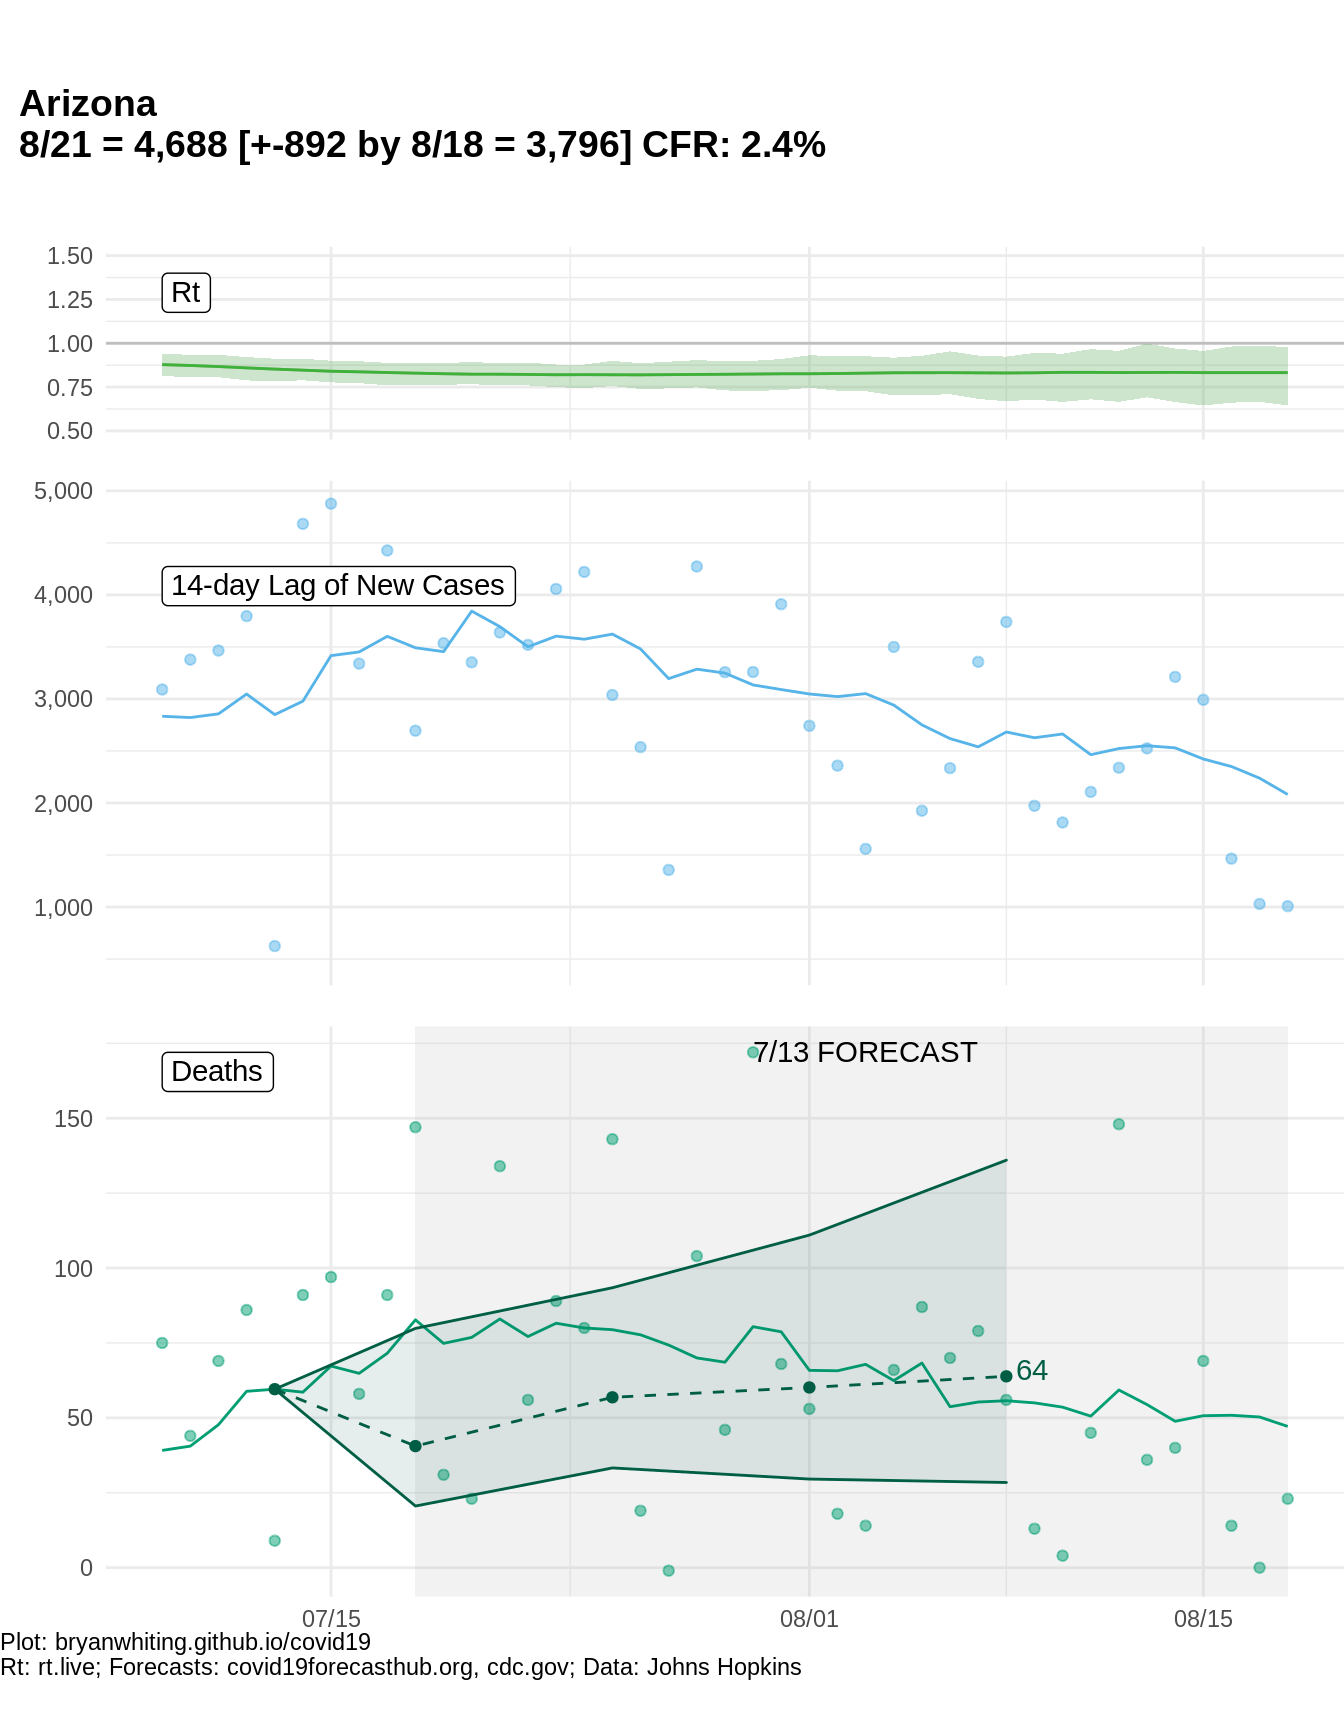 Arizona
8/21 = 4,688 [+-892 by 8/18 = 3,796] CFR: 2.4%
1.50
Rt
1.25
1.00
0.75
0.50
5,000
14-day Lag of New Cases
4,000
3,000
2,000
1,000
7/13 FORECAST
Deaths
150
100
64
50
0
07/15 08/01 08/15
Plot: bryanwhiting.github.io/covid19
Rt: rt.live; Forecasts: covid19forecasthub.org, cdc.gov; Data: Johns Hopkins